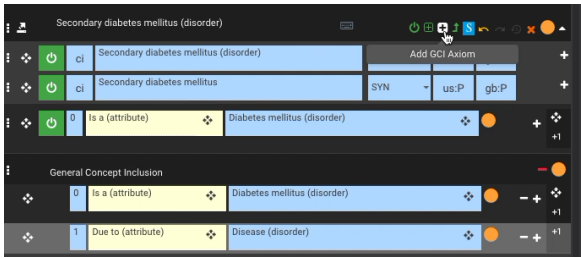 Secondary diabetes mellitus (disorder)
S
Add GCI Axiom
ci Secondary diabetes mellitus (disorder)
ci Secondary diabetes mellitus SYN us:P gb:P
0 Is a (attribute) Diabetes mellitus (disorder)
+1
General Concept Inclusion
0 Is a (attribute) Diabetes mellitus (disorder)
+1
1 Due to (attribute) Disease (disorder) +1